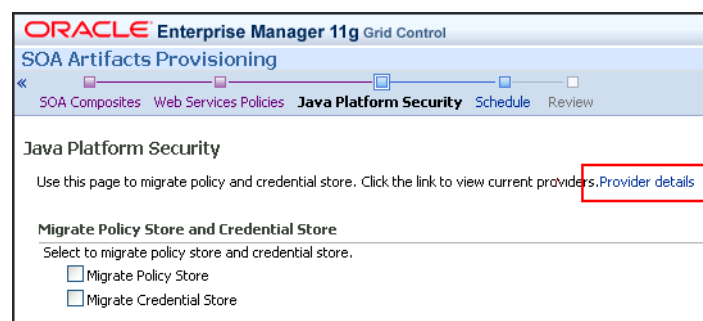 ORACLE Enterprise Manager 11g Grid Control
SOA Artifacts Provisioning
« 
SOA Composites Web Services Policies Java Platform Security Schedule Review
Java Platform Security
Use this page to migrate policy and credential store. Click the link to view current providers.Provider details
Migrate Policy Store and Credential Store
Select to migrate policy store and credential store.
Migrate Policy Store
Migrate Credential Store